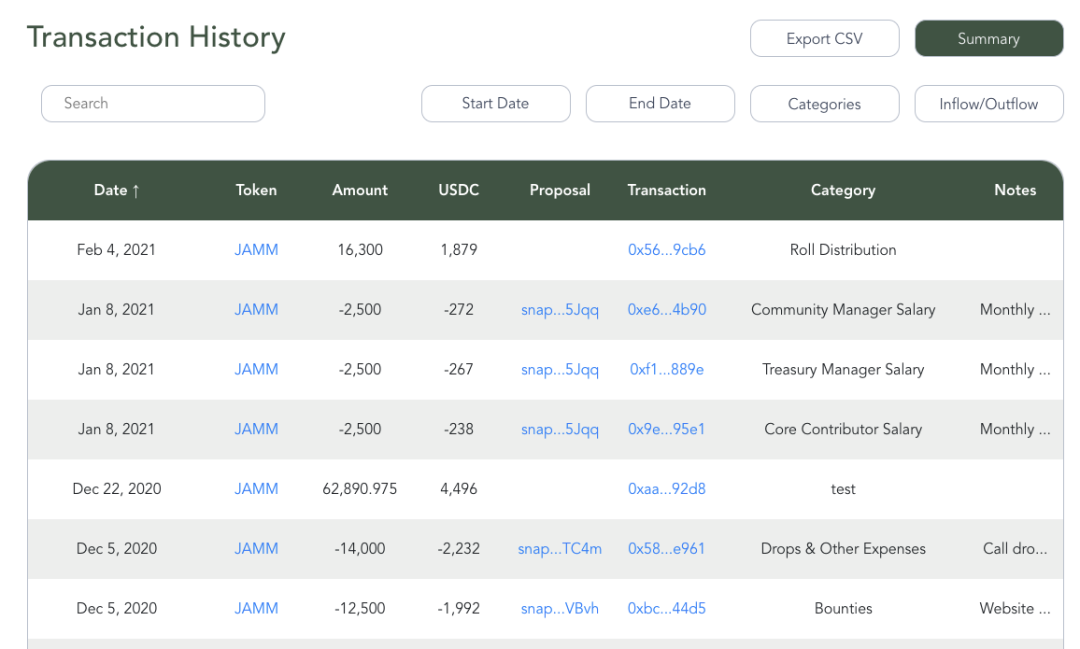 Transaction History
Export CSV
Summary
Search
Start Date
End Date
Categories
Inflow/Outflow
Date ↑ Token Amount USDC Proposal Transaction Category Notes
Feb 4, 2021 JAMM 16,300 1,879 0x56...9cb6 Roll Distribution
Jan 8, 2021 JAMM -2,500 -272 snap...5Jqq 0xe6...4b90 Community Manager Salary Monthly ...
Jan 8, 2021 JAMM -2,500 -267 snap...5Jqq 0xf1...889e Treasury Manager Salary Monthly ...
Jan 8, 2021 JAMM -2,500 -238 snap...5Jqq 0x9e...95e1 Core Contributor Salary Monthly ...
Dec 22, 2020 JAMM 62,890.975 4,496 0xaa...92d8 test
Dec 5, 2020 JAMM -14,000 -2,232 snap...TC4m 0x58...e961 Drops & Other Expenses Call dro...
Dec 5, 2020 JAMM -12,500 -1,992 snap...VBvh 0xbc...44d5 Bounties Website ...